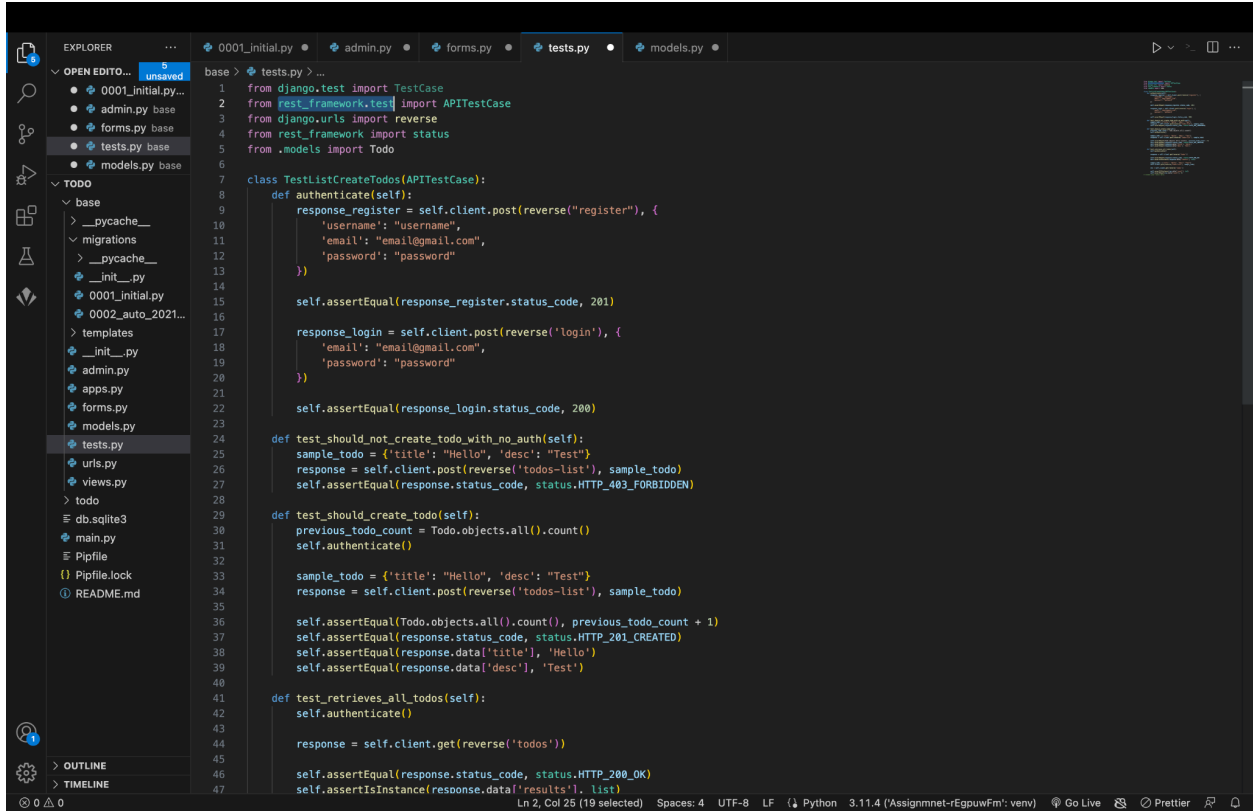 EXPLORER ...
OPEN EDITO... 5 unsaved
0001_initial.py...
admin.py base
forms.py base
tests.py base
models.py base
TODO
base
__pycache__
migrations
__pycache__
__init__.py
0001_initial.py
0002_auto_2021...
templates
__init__.py
admin.py
apps.py
forms.py
models.py
tests.py
urls.py
views.py
todo
db.sqlite3
main.py
Pipfile
Pipfile.lock
README.md
OUTLINE
TIMELINE
5
1
0001_initial.py admin.py forms.py tests.py models.py
base > tests.py > ...
1 from django.test import TestCase
2 from rest_framework.test import APITestCase
3 from django.urls import reverse
4 from rest_framework import status
5 from .models import Todo
6
7 class TestListCreateTodos(APITestCase):
8 def authenticate(self):
9 response_register = self.client.post(reverse("register"), {
10 'username': "username",
11 'email': "email@gmail.com",
12 'password': "password"
13 })
14
15 self.assertEqual(response_register.status_code, 201)
16
17 response_login = self.client.post(reverse('login'), {
18 'email': "email@gmail.com",
19 'password': "password"
20 })
21
22 self.assertEqual(response_login.status_code, 200)
23
24 def test_should_not_create_todo_with_no_auth(self):
25 sample_todo = {'title': "Hello", 'desc': "Test"}
26 response = self.client.post(reverse('todos-list'), sample_todo)
27 self.assertEqual(response.status_code, status.HTTP_403_FORBIDDEN)
28
29 def test_should_create_todo(self):
30 previous_todo_count = Todo.objects.all().count()
31 self.authenticate()
32
33 sample_todo = {'title': "Hello", 'desc': "Test"}
34 response = self.client.post(reverse('todos-list'), sample_todo)
35
36 self.assertEqual(Todo.objects.all().count(), previous_todo_count + 1)
37 self.assertEqual(response.status_code, status.HTTP_201_CREATED)
38 self.assertEqual(response.data['title'], 'Hello')
39 self.assertEqual(response.data['desc'], 'Test')
40
41 def test_retrieves_all_todos(self):
42 self.authenticate()
43
44 response = self.client.get(reverse('todos'))
45
46 self.assertEqual(response.status_code, status.HTTP_200_OK)
47 self.assertIsInstance(response.data['results'], list)
0 0 Ln 2, Col 25 (19 selected) Spaces: 4 UTF-8 LF Python 3.11.4 ('Assignmnet-rEgpuwFm': venv) Go Live Prettier